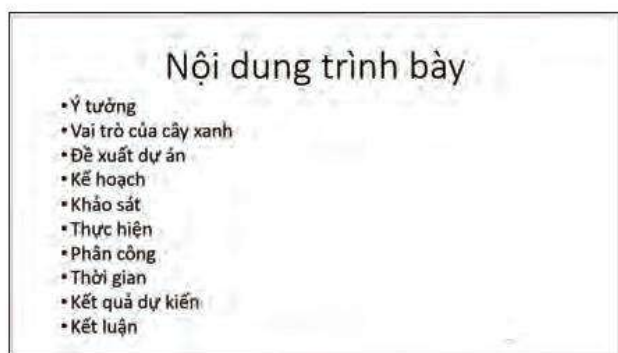 Nội dung trình bày
•Ý tưởng
•Vai trò của cây xanh
•Đề xuất dự án
•Kế hoạch
•Khảo sát
•Thực hiện
•Phân công
•Thời gian
•Kết quả dự kiến
•Kết luận